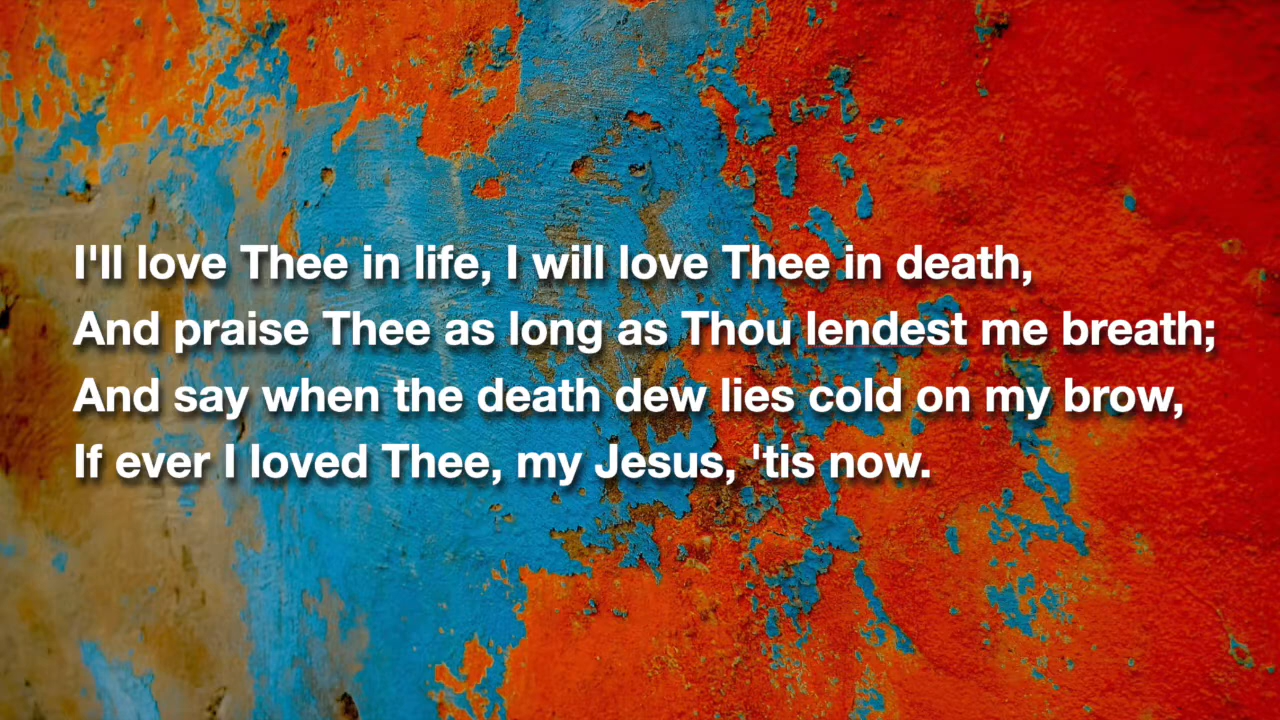 I'll love Thee in life, I will love Thee in death,
And praise Thee as long as Thou lendest me breath;
And say when the death dew lies cold on my brow,
If ever I loved Thee, my Jesus, 'tis now.